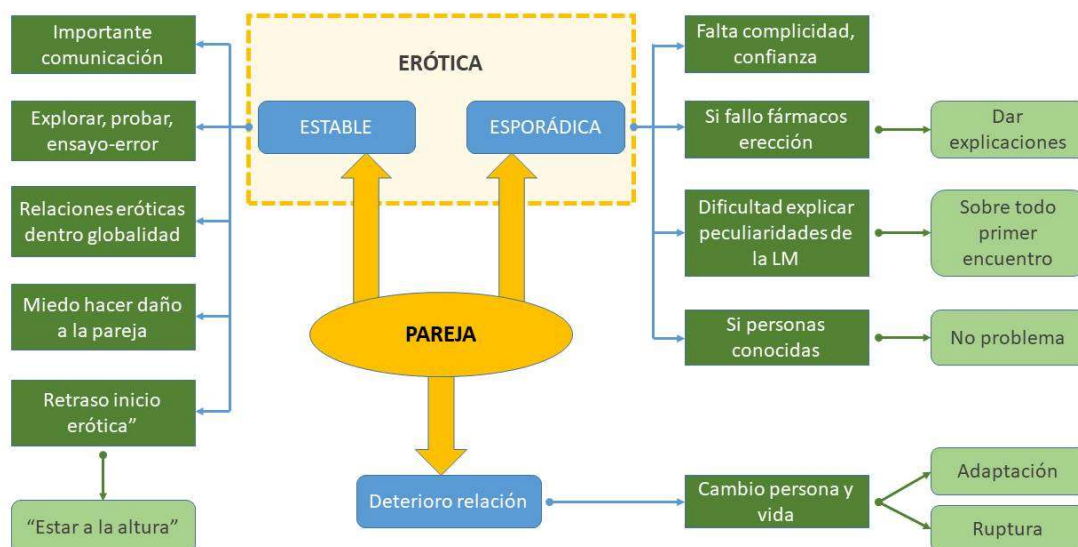 Importante
comunicación
Explorar, probar,
ensayo-error
Relaciones eróticas
dentro globalidad
Miedo hacer daño
a la pareja
Retraso inicio
erótica”
“Estar a la altura”
ERÓTICA
ESTABLE
ESPORÁDICA
PAREJA
Deterioro relación
Falta complicidad,
confianza
Si fallo fármacos
erección
Dar
explicaciones
Dificultad explicar
peculiaridades de
la LM
Sobre todo
primer
encuentro
Si personas
conocidas
No problema
Cambio persona y
vida
Adaptación
Ruptura